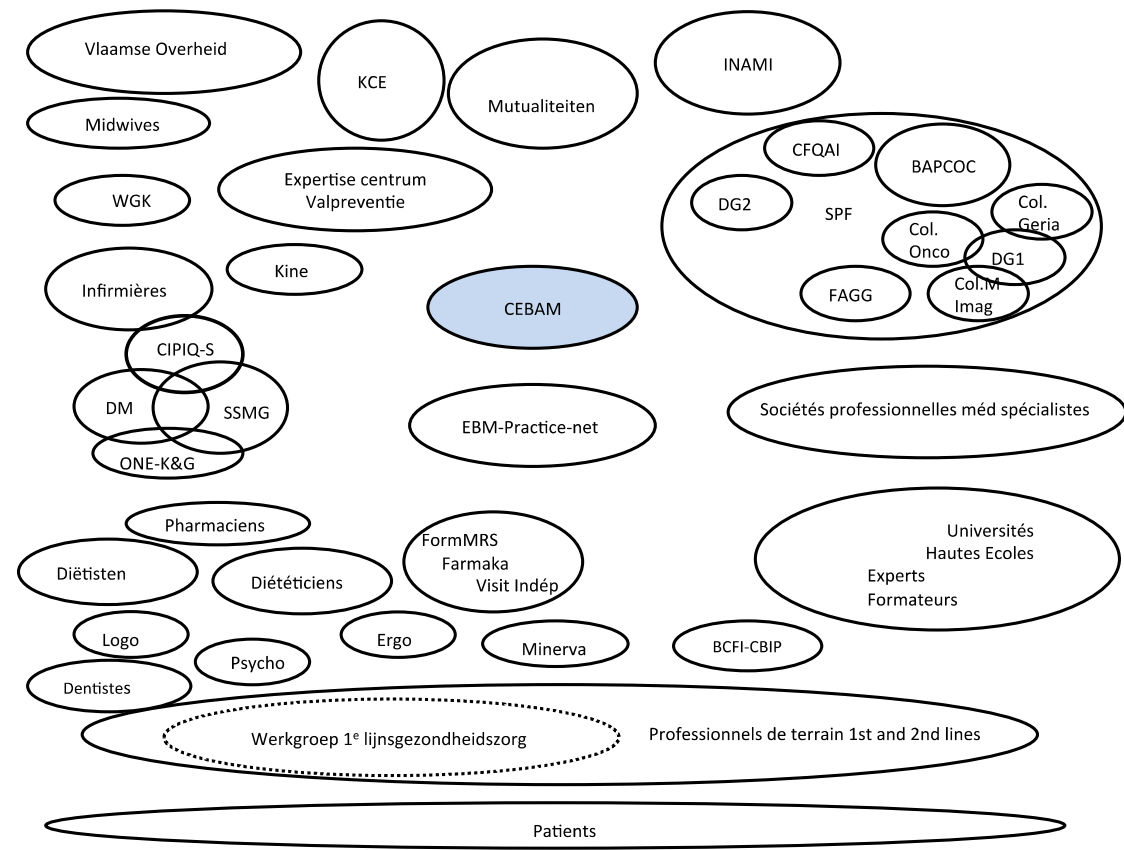 Vlaamse Overheid
KCE
Mutualiteiten
INAMI
Midwives
CFQAI
BAPCOC
Expertise centrum
Valpreventie
WGK
DG2
SPF
Col.
Geria
Col.
Onco
DG1
Kine
Infirmières
CEBAM
FAGG
Col.M
Imag
CIPIQ-S
DM
SSMG
ONE-K&G
EBM-Practice-net
Sociétés professionnelles méd spécialistes
Pharmaciens
FormMRS
Farmaka
Visit Indép
Universités
Hautes Ecoles
Experts
Formateurs
Diëtisten
Diététiciens
Logo
Psycho
Ergo
Minerva
BCFI-CBIP
Dentistes
Werkgroep 1e lijnsgezondheidszorg
Professionnels de terrain 1st and 2nd lines
Patients